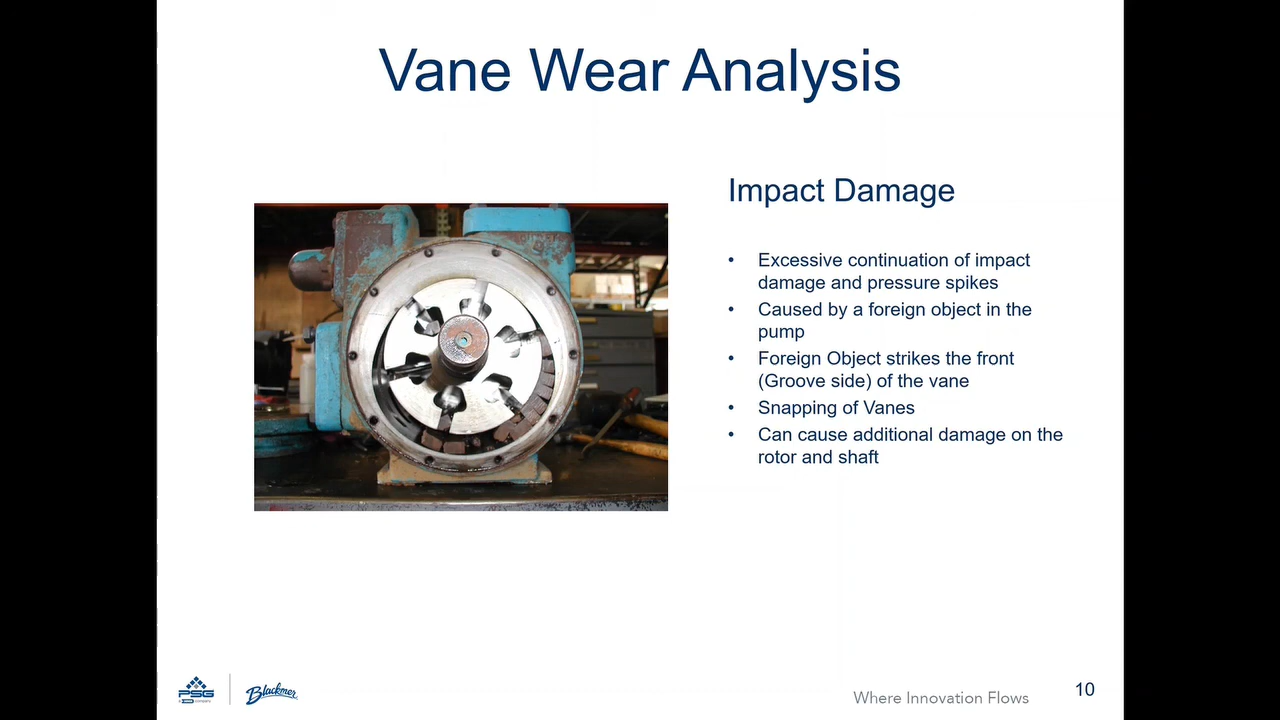 Vane Wear Analysis
Impact Damage
• Excessive continuation of impact
damage and pressure spikes
• Caused by a foreign object in the
pump
• Foreign Object strikes the front
(Groove side) of the vane
• Snapping of Vanes
• Can cause additional damage on the
rotor and shaft
PSG
Blackmer
Where Innovation Flows
10